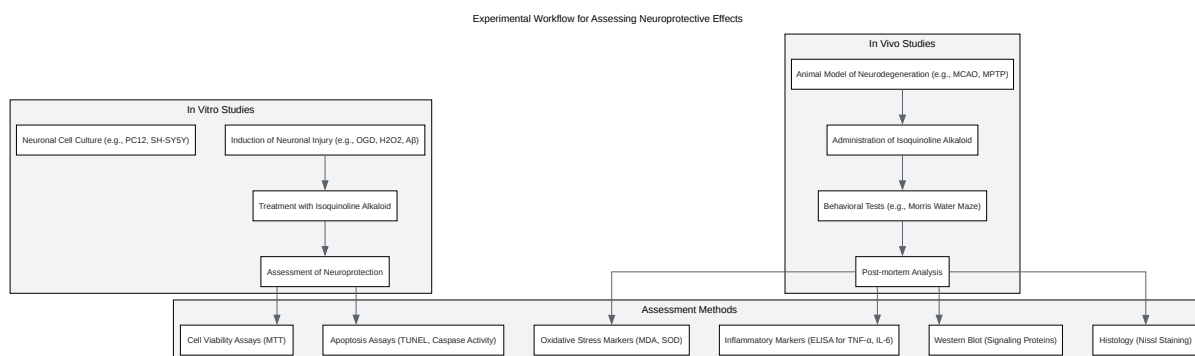 Experimental Workflow for Assessing Neuroprotective Effects
In Vivo Studies
Animal Model of Neurodegeneration (e.g., MCAO, MPTP)
In Vitro Studies
Neuronal Cell Culture (e.g., PC12, SH-SY5Y)
Induction of Neuronal Injury (e.g., OGD, H2O2, Aβ)
Administration of Isoquinoline Alkaloid
Treatment with Isoquinoline Alkaloid
Behavioral Tests (e.g., Morris Water Maze)
Assessment of Neuroprotection
Post-mortem Analysis
Assessment Methods
Cell Viability Assays (MTT)
Apoptosis Assays (TUNEL, Caspase Activity)
Oxidative Stress Markers (MDA, SOD)
Inflammatory Markers (ELISA for TNF-α, IL-6)
Western Blot (Signaling Proteins)
Histology (Nissl Staining)